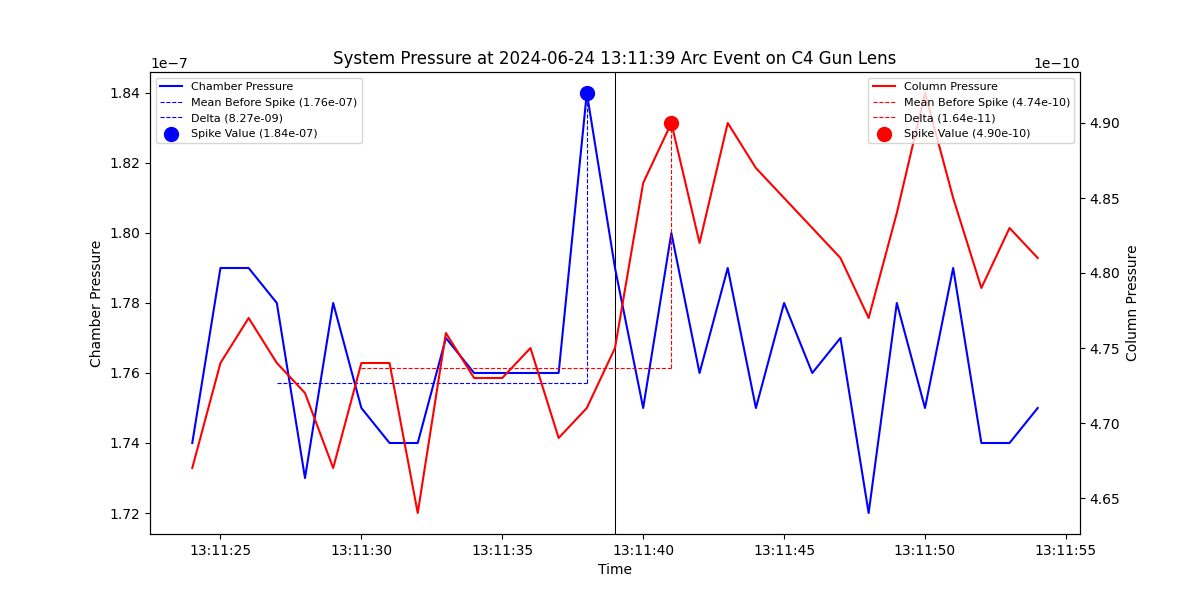 System Pressure at 2024-06-24 13:11:39 Arc Event on C4 Gun Lens
1e−7
1e−10
Chamber Pressure
Mean Before Spike (1.76e-07)
Delta (8.27e-09)
Spike Value (1.84e-07)
Column Pressure
Mean Before Spike (4.74e-10)
Delta (1.64e-11)
Spike Value (4.90e-10)
Chamber Pressure
1.84
1.82
1.80
1.78
1.76
1.74
1.72
4.90
4.85
4.80
4.75
4.70
4.65
Column Pressure
13:11:25 13:11:30 13:11:35 13:11:40 13:11:45 13:11:50 13:11:55
Time